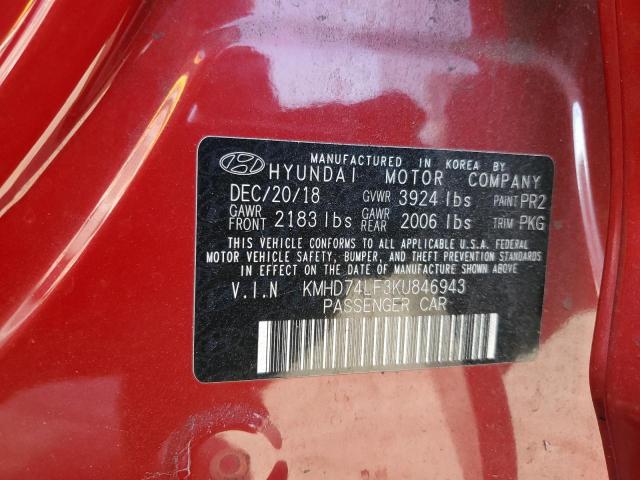 MANUFACTURED IN KOREA BY
HYUNDAI MOTOR COMPANY
DEC/20/18 GVWR 3924 lbs PAINT PR2
GAWR FRONT 2183 lbs GAWR REAR 2006 lbs TRIM PKG
THIS VEHICLE CONFORMS TO ALL APPLICABLE U.S.A. FEDERAL
MOTOR VEHICLE SAFETY, BUMPER, AND THEFT PREVENTION STANDARDS
IN EFFECT ON THE DATE OF MANUFACTURE SHOWN ABOVE.
V.I.N KMHD74LF3KU846943
PASSENGER CAR